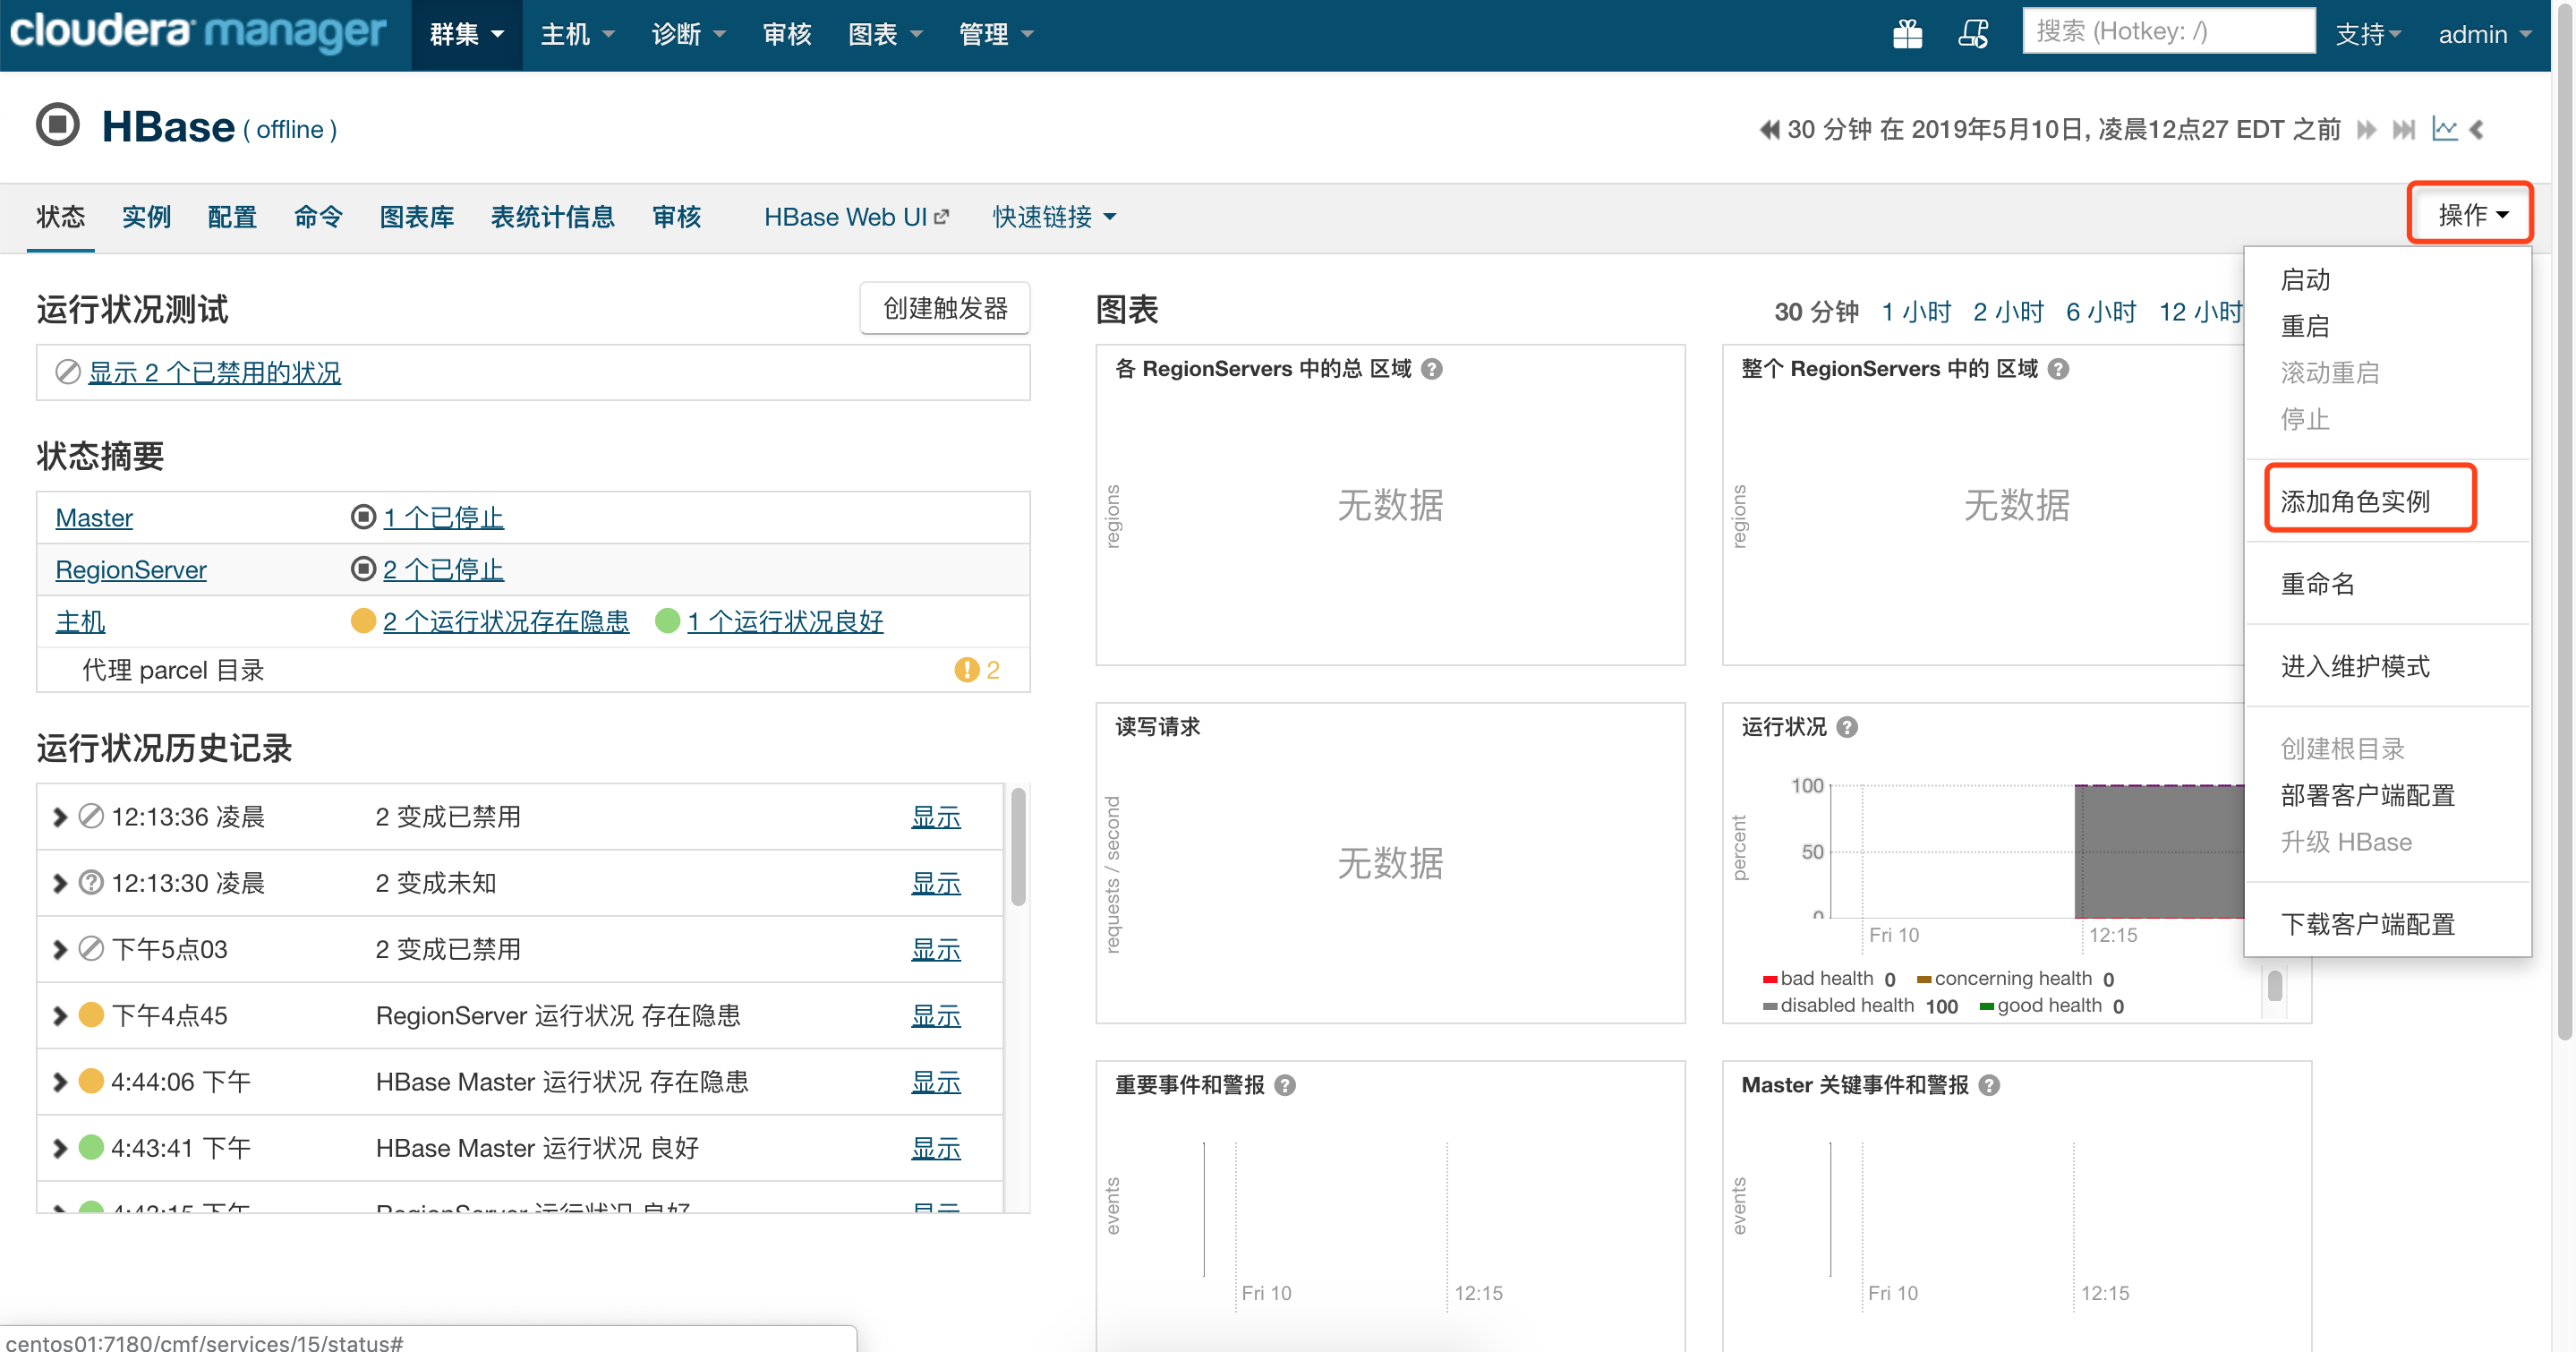 cloudera manager 群集 主机 诊断 审核 图表 管理 搜索 (Hotkey: /) 支持 admin
HBase ( offline )
30 分钟 在 2019年5月10日, 凌晨12点27 EDT 之前
状态 实例 配置 命令 图表库 表统计信息 审核 HBase Web UI 快速链接 操作
运行状况测试
创建触发器
显示 2 个已禁用的状况
状态摘要
Master 1 个已停止
RegionServer 2 个已停止
主机 2 个运行状况存在隐患 1 个运行状况良好
代理 parcel 目录 2
运行状况历史记录
12:13:36 凌晨 2 变成已禁用 显示
12:13:30 凌晨 2 变成未知 显示
下午5点03 2 变成已禁用 显示
下午4点45 RegionServer 运行状况 存在隐患 显示
4:44:06 下午 HBase Master 运行状况 存在隐患 显示
4:43:41 下午 HBase Master 运行状况 良好 显示
4:43:15 下午 RegionServer 运行状况 良好 显示
图表
30 分钟 1 小时 2 小时 6 小时 12 小时
各 RegionServers 中的总 区域
regions
无数据
整个 RegionServers 中的 区域
regions
无数据
读写请求
requests / second
无数据
运行状况
percent
100
50
0
Fri 10 12:15
bad health 0 concerning health 0
disabled health 100 good health 0
重要事件和警报
events
Fri 10 12:15
Master 关键事件和警报
events
Fri 10 12:15
启动
重启
滚动重启
停止
添加角色实例
重命名
进入维护模式
创建根目录
部署客户端配置
升级 HBase
下载客户端配置
centos01:7180/cmf/services/15/status#